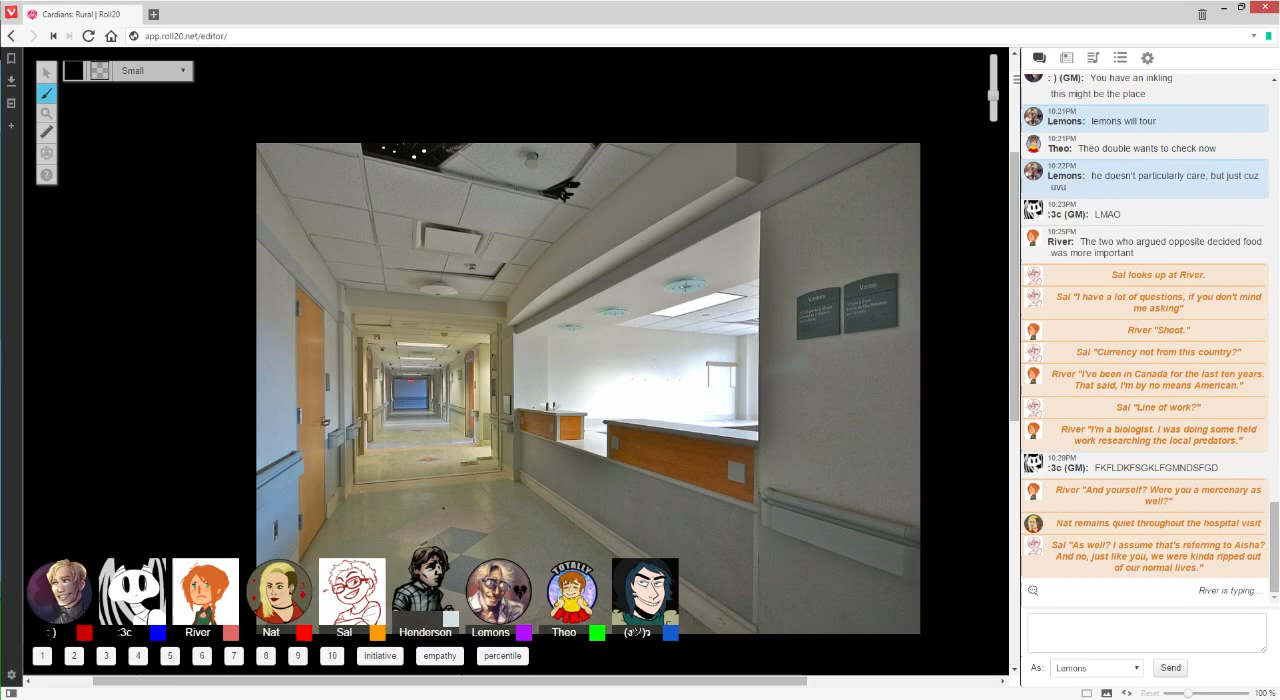 Cardians: Rural | Roll20
app.roll20.net/editor/
Small
: ) (GM): You have an inkling
this might be the place
10:21PM
Lemons: lemons will tour
10:21PM
Theo: Theo double wants to check now
10:22PM
Lemons: he doesn't particularly care, but just cuz
uvu
10:23PM
:3c (GM): LMAO
10:25PM
River: The two who argued opposite decided food
was more important
Sal looks up at River.
Sal "I have a lot of questions, if you don't mind
me asking"
River "Shoot."
Sal "Currency not from this country?"
River "I've been in Canada for the last ten years.
That said, I'm by no means American."
Sal "Line of work?"
River "I'm a biologist. I was doing some field
work researching the local predators."
10:29PM
:3c (GM): FKFLDKFSGKLFGMNDSFGD
River "And yourself? Were you a mercenary as
well?"
Nat remains quiet throughout the hospital visit
Sal "As well? I assume that's referring to Aisha?
And no, just like you, we were kinda ripped out
of our normal lives."
River is typing...
TOTALLY
: )
:3c
River
Nat
Sal
Henderson
Lemons
Theo
1 2 3 4 5 6 7 8 9 10 initiative empathy percentile
As: Lemons Send
Reset 100 %